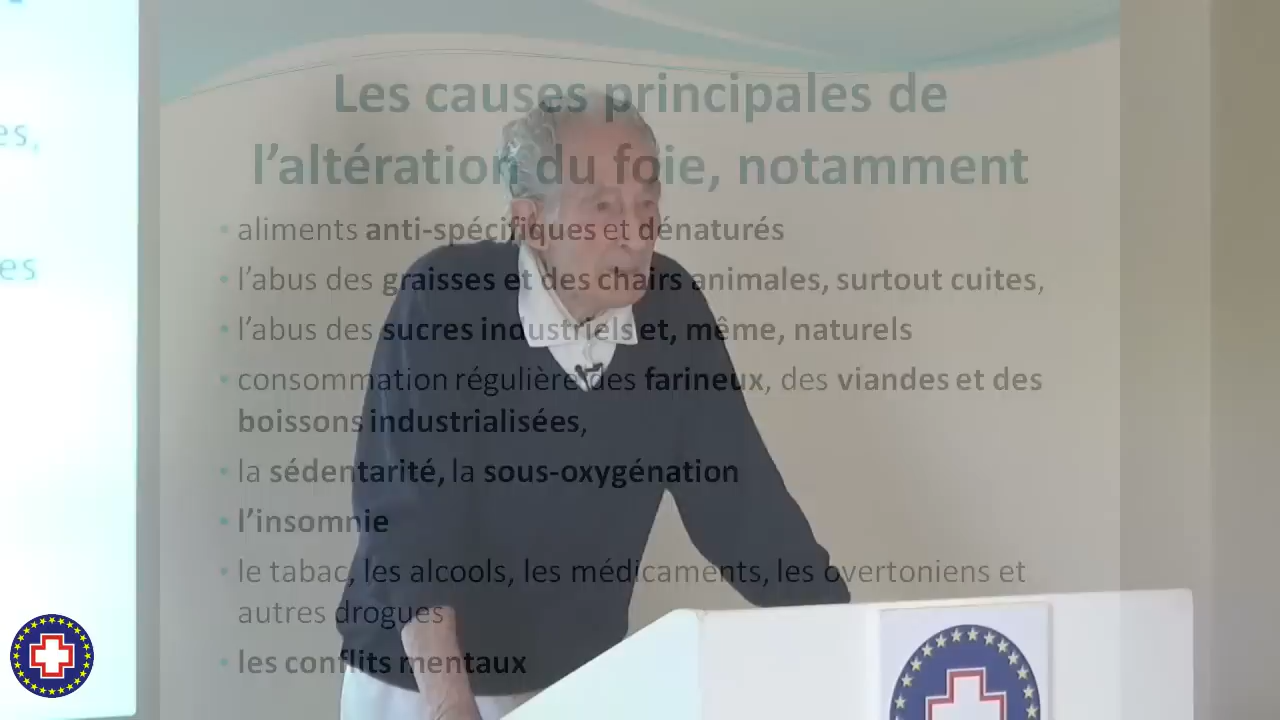 es,
es
Les causes principales de
l’altération du foie, notamment
• aliments anti-spécifiques et dénaturés
• l’abus des graisses et des chairs animales, surtout cuites,
• l’abus des sucres industriels et, même, naturels
• consommation régulière des farineux, des viandes et des
boissons industrialisées,
• la sédentarité, la sous-oxygénation
• l’insomnie
• le tabac, les alcools, les médicaments, les overtoniens et
autres drogues
• les conflits mentaux